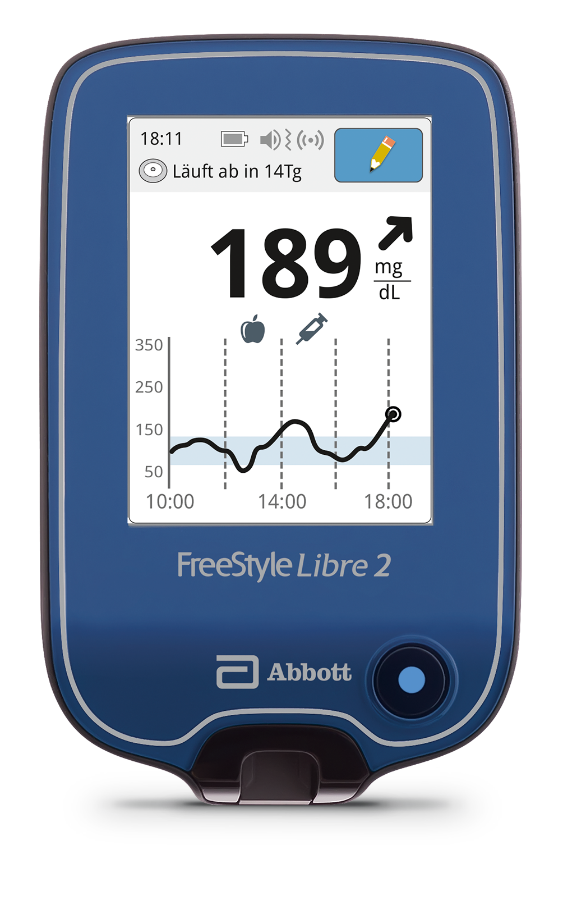 18:11
Läuft ab in 14Tg
189
mg
dL
350
250
150
50
10:00 14:00 18:00
FreeStyle Libre 2
Abbott